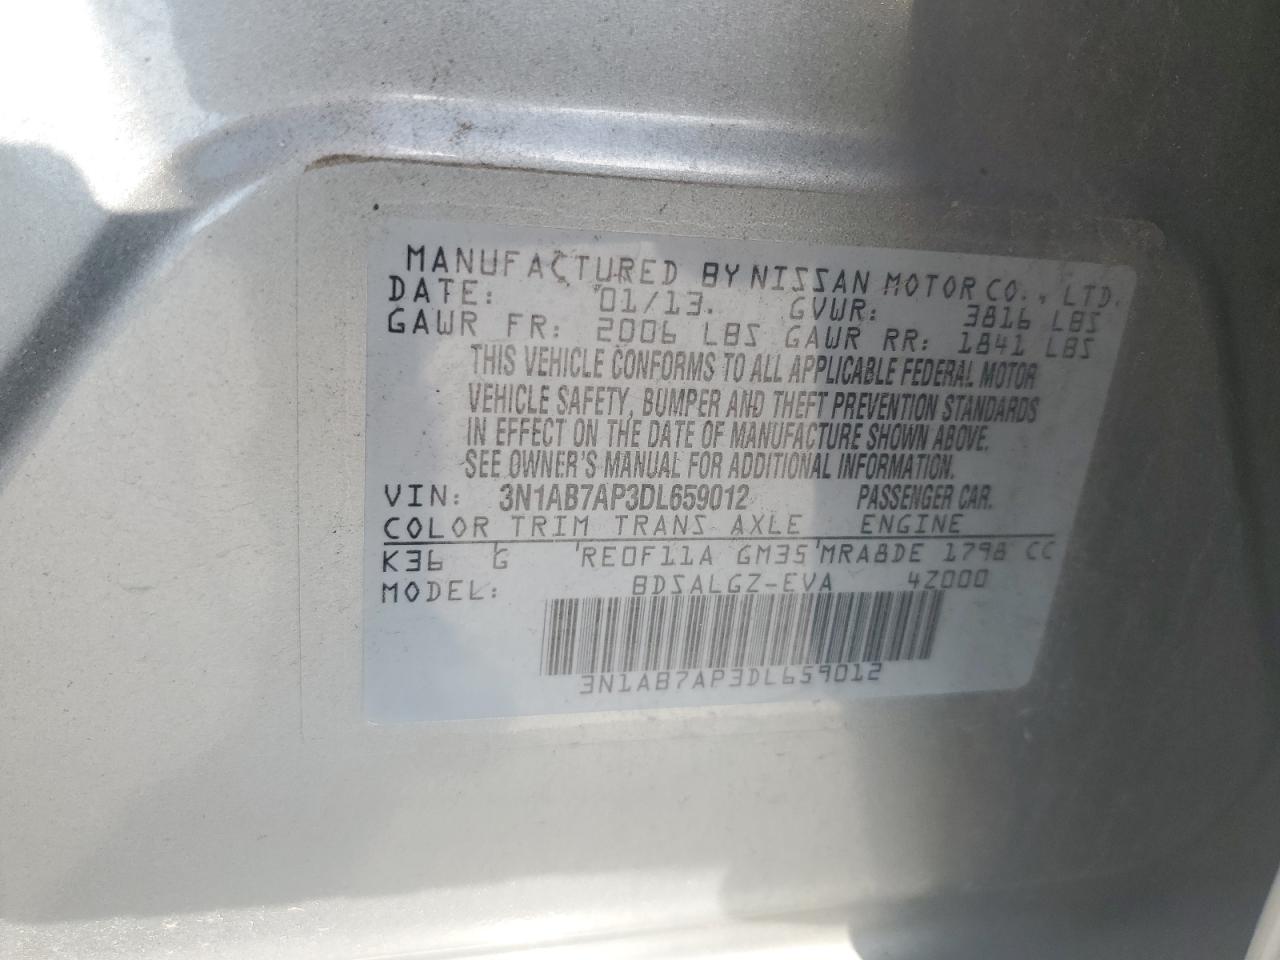 MANUFACTURED BY NISSAN MOTOR CO., LTD.
DATE: 01/13. GVWR: 3816 LBS
GAWR FR: 2006 LBS GAWR RR: 1841 LBS
THIS VEHICLE CONFORMS TO ALL APPLICABLE FEDERAL MOTOR
VEHICLE SAFETY, BUMPER AND THEFT PREVENTION STANDARDS
IN EFFECT ON THE DATE OF MANUFACTURE SHOWN ABOVE.
SEE OWNER'S MANUAL FOR ADDITIONAL INFORMATION.
VIN: 3N1AB7AP3DL659012 PASSENGER CAR.
COLOR TRIM TRANS AXLE ENGINE
K36 G RE0F11A GM35 MRA8DE 1798 CC
MODEL: BDSALGZ-EVA 4Z000
3N1AB7AP3DL659012